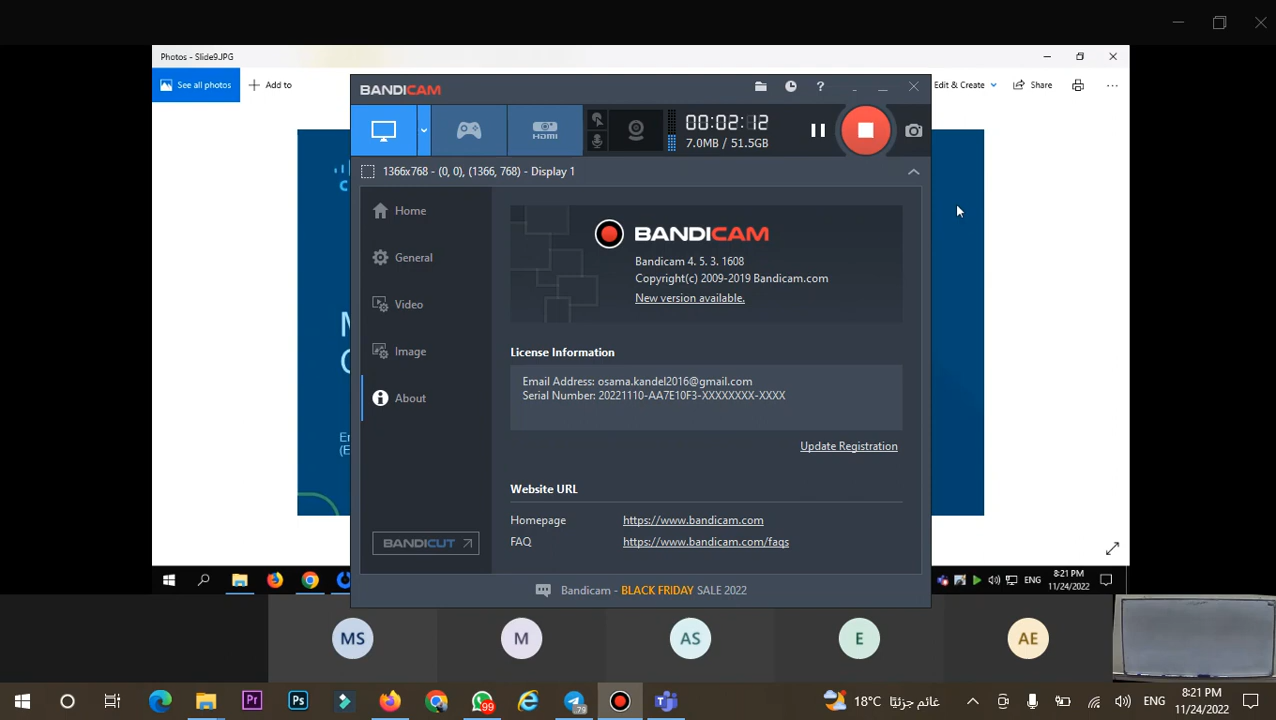 Photos - Slide9.JPG
See all photos
Add to
Edit & Create
Share
BANDICAM
HDMI
00:02:12
7.0MB / 51.5GB
1366x768 - (0, 0), (1366, 768) - Display 1
Home
General
Video
Image
About
BANDICUT
BANDICAM
Bandicam 4. 5. 3. 1608
Copyright(c) 2009-2019 Bandicam.com
New version available.
License Information
Email Address: osama.kandel2016@gmail.com
Serial Number: 20221110-AA7E10F3-XXXXXXXX-XXXX
Update Registration
Website URL
Homepage https://www.bandicam.com
FAQ https://www.bandicam.com/faqs
Bandicam - BLACK FRIDAY SALE 2022
ENG
8:21 PM
11/24/2022
MS
M
AS
E
AE
Pr
Ps
99
79
18°C غائم جزئيًا
ENG
8:21 PM
11/24/2022